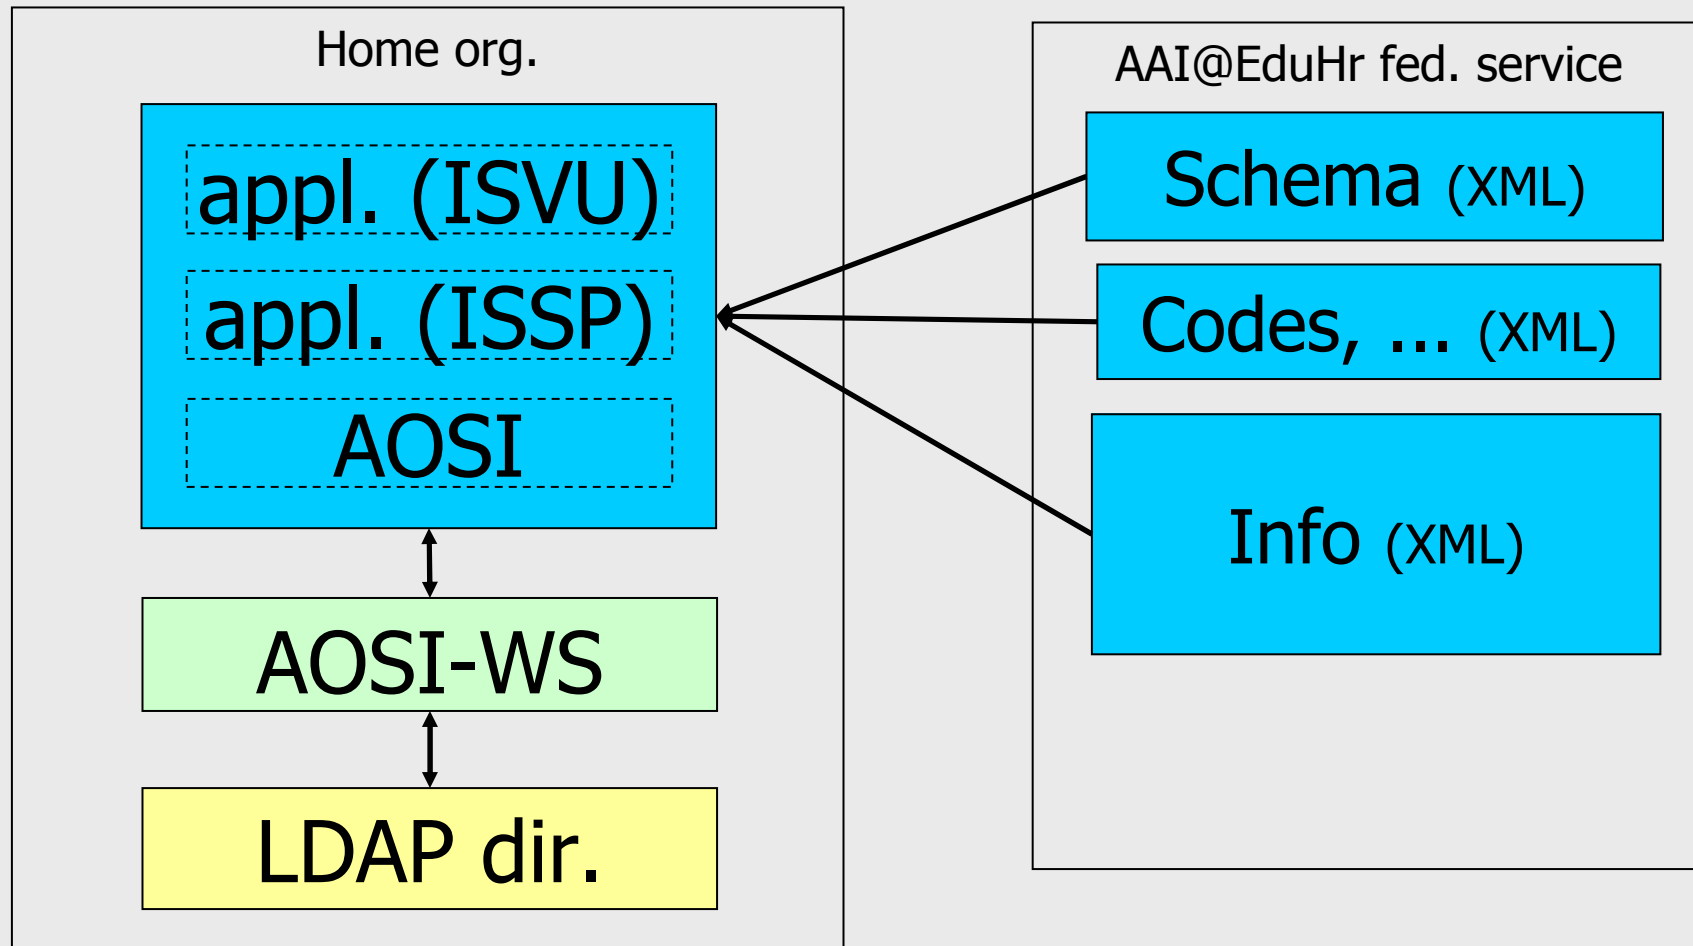 Home org.
appl. (ISVU)
appl. (ISSP)
AOSI
AOSI-WS
LDAP dir.
AAI@EduHr fed. service
Schema (XML)
Codes, ... (XML)
Info (XML)